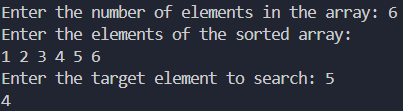 Enter the number of elements in the array: 6
Enter the elements of the sorted array:
1 2 3 4 5 6
Enter the target element to search: 5
4